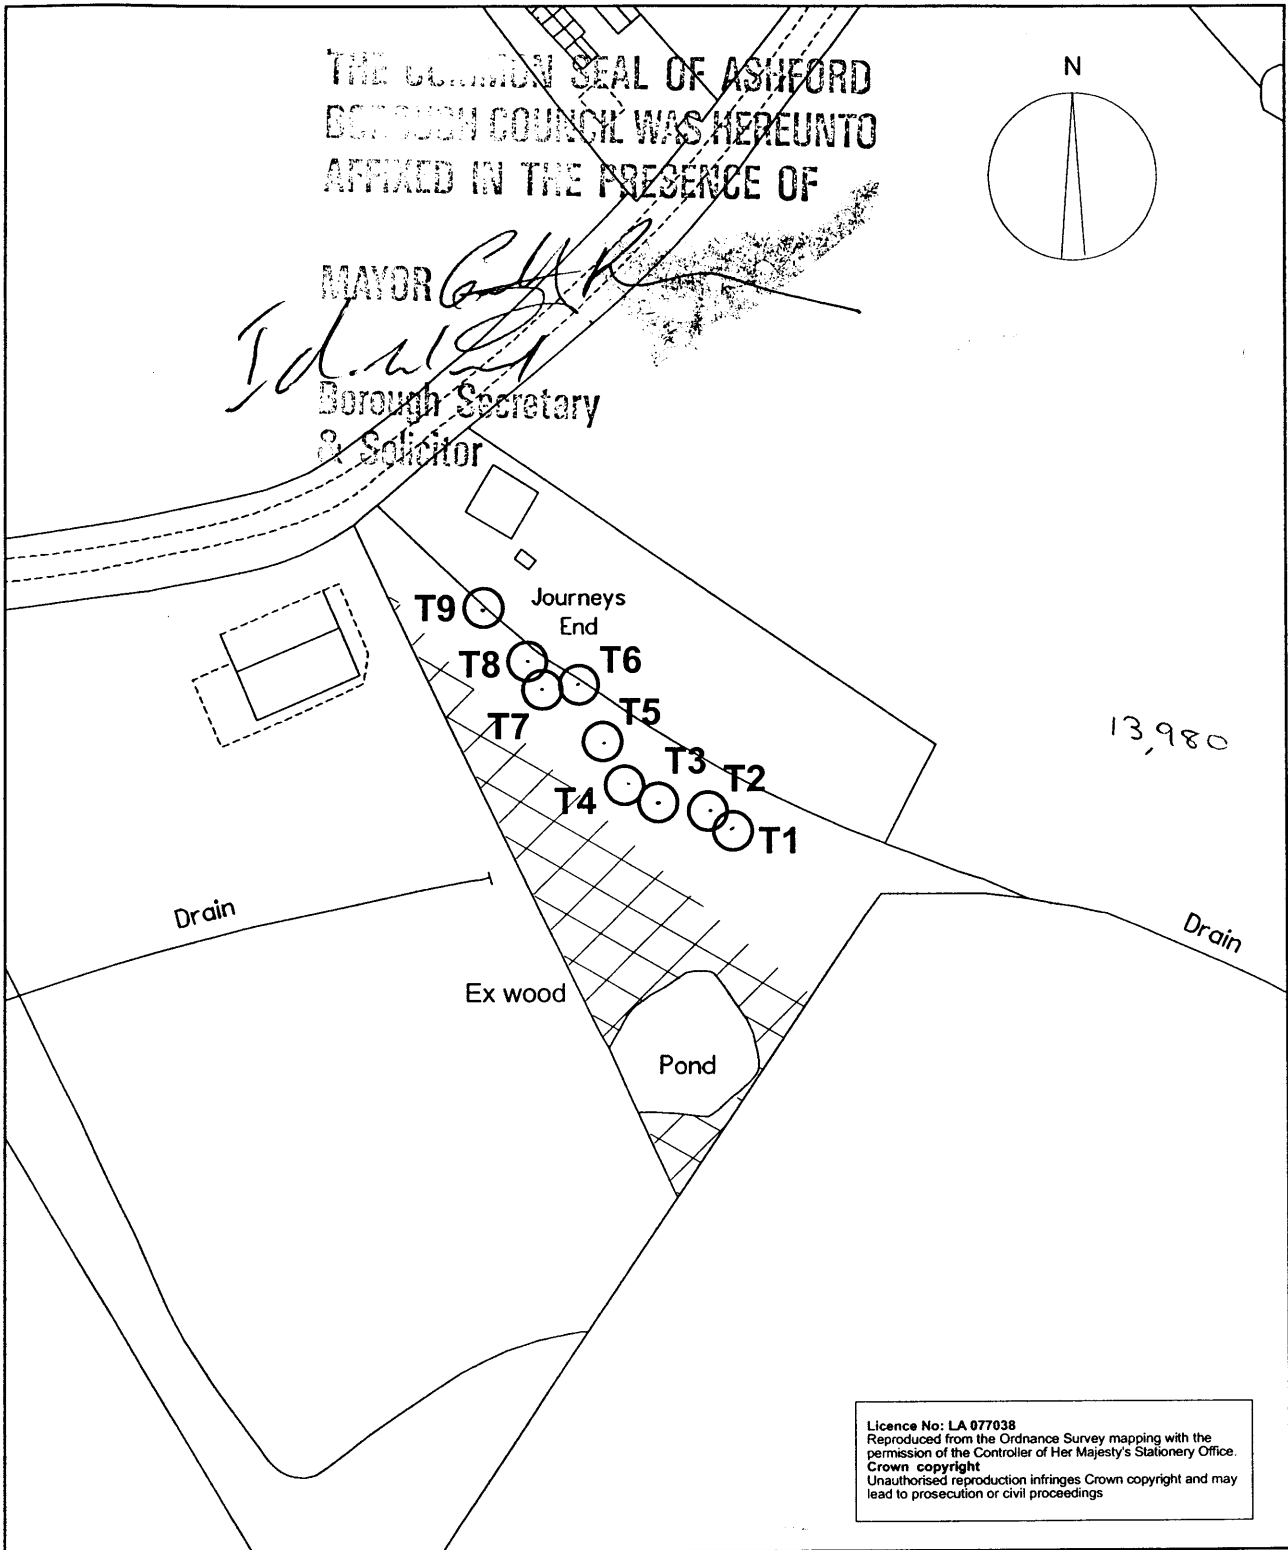 THE COMMON SEAL OF ASHFORD
BOROUGH COUNCIL WAS HEREUNTO
AFFIXED IN THE PRESENCE OF
N
MAYOR
Borough Secretary
& Solicitor
Journeys
End
T9
T8
T6
T7
T5
T3
T2
T4
T1
13,980
Drain
Drain
Ex wood
Pond
Licence No: LA 077038
Reproduced from the Ordnance Survey mapping with the
permission of the Controller of Her Majesty's Stationery Office.
Crown copyright
Unauthorised reproduction infringes Crown copyright and may
lead to prosecution or civil proceedings